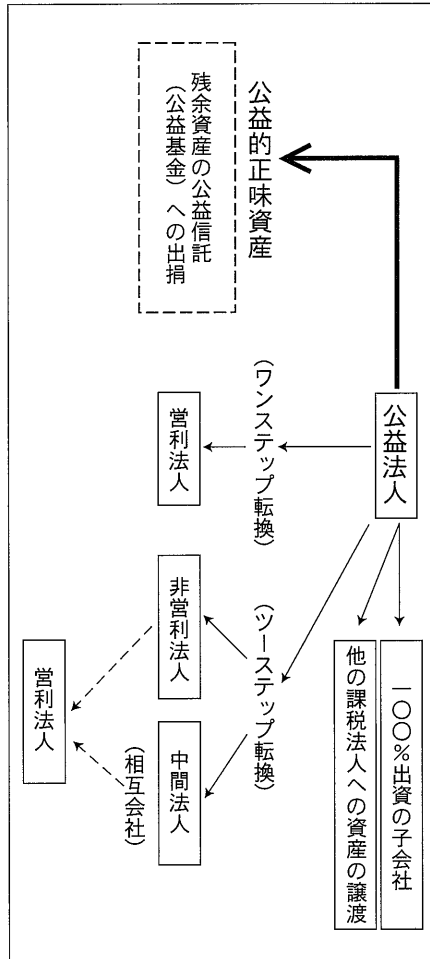 公益法人
一〇〇%出資の子会社
他の課税法人への資産の譲渡
公益的正味資産
残余資産の公益信託
（公益基金）への出捐
（ワンステップ転換）
営利法人
（ツーステップ転換）
非営利法人
中間法人
（相互会社）
営利法人